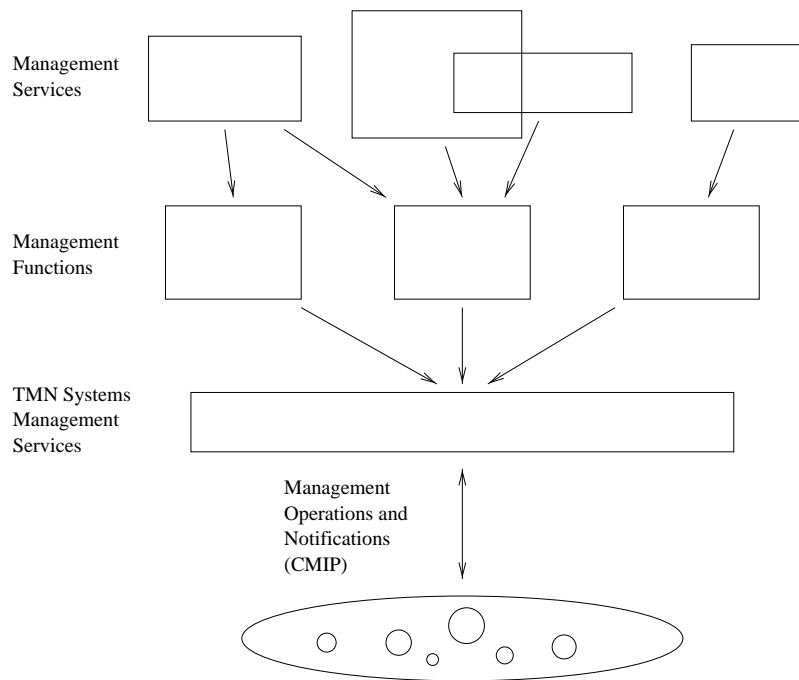 Management
Services
Management
Functions
TMN Systems
Management
Services
Management
Operations and
Notifications
(CMIP)